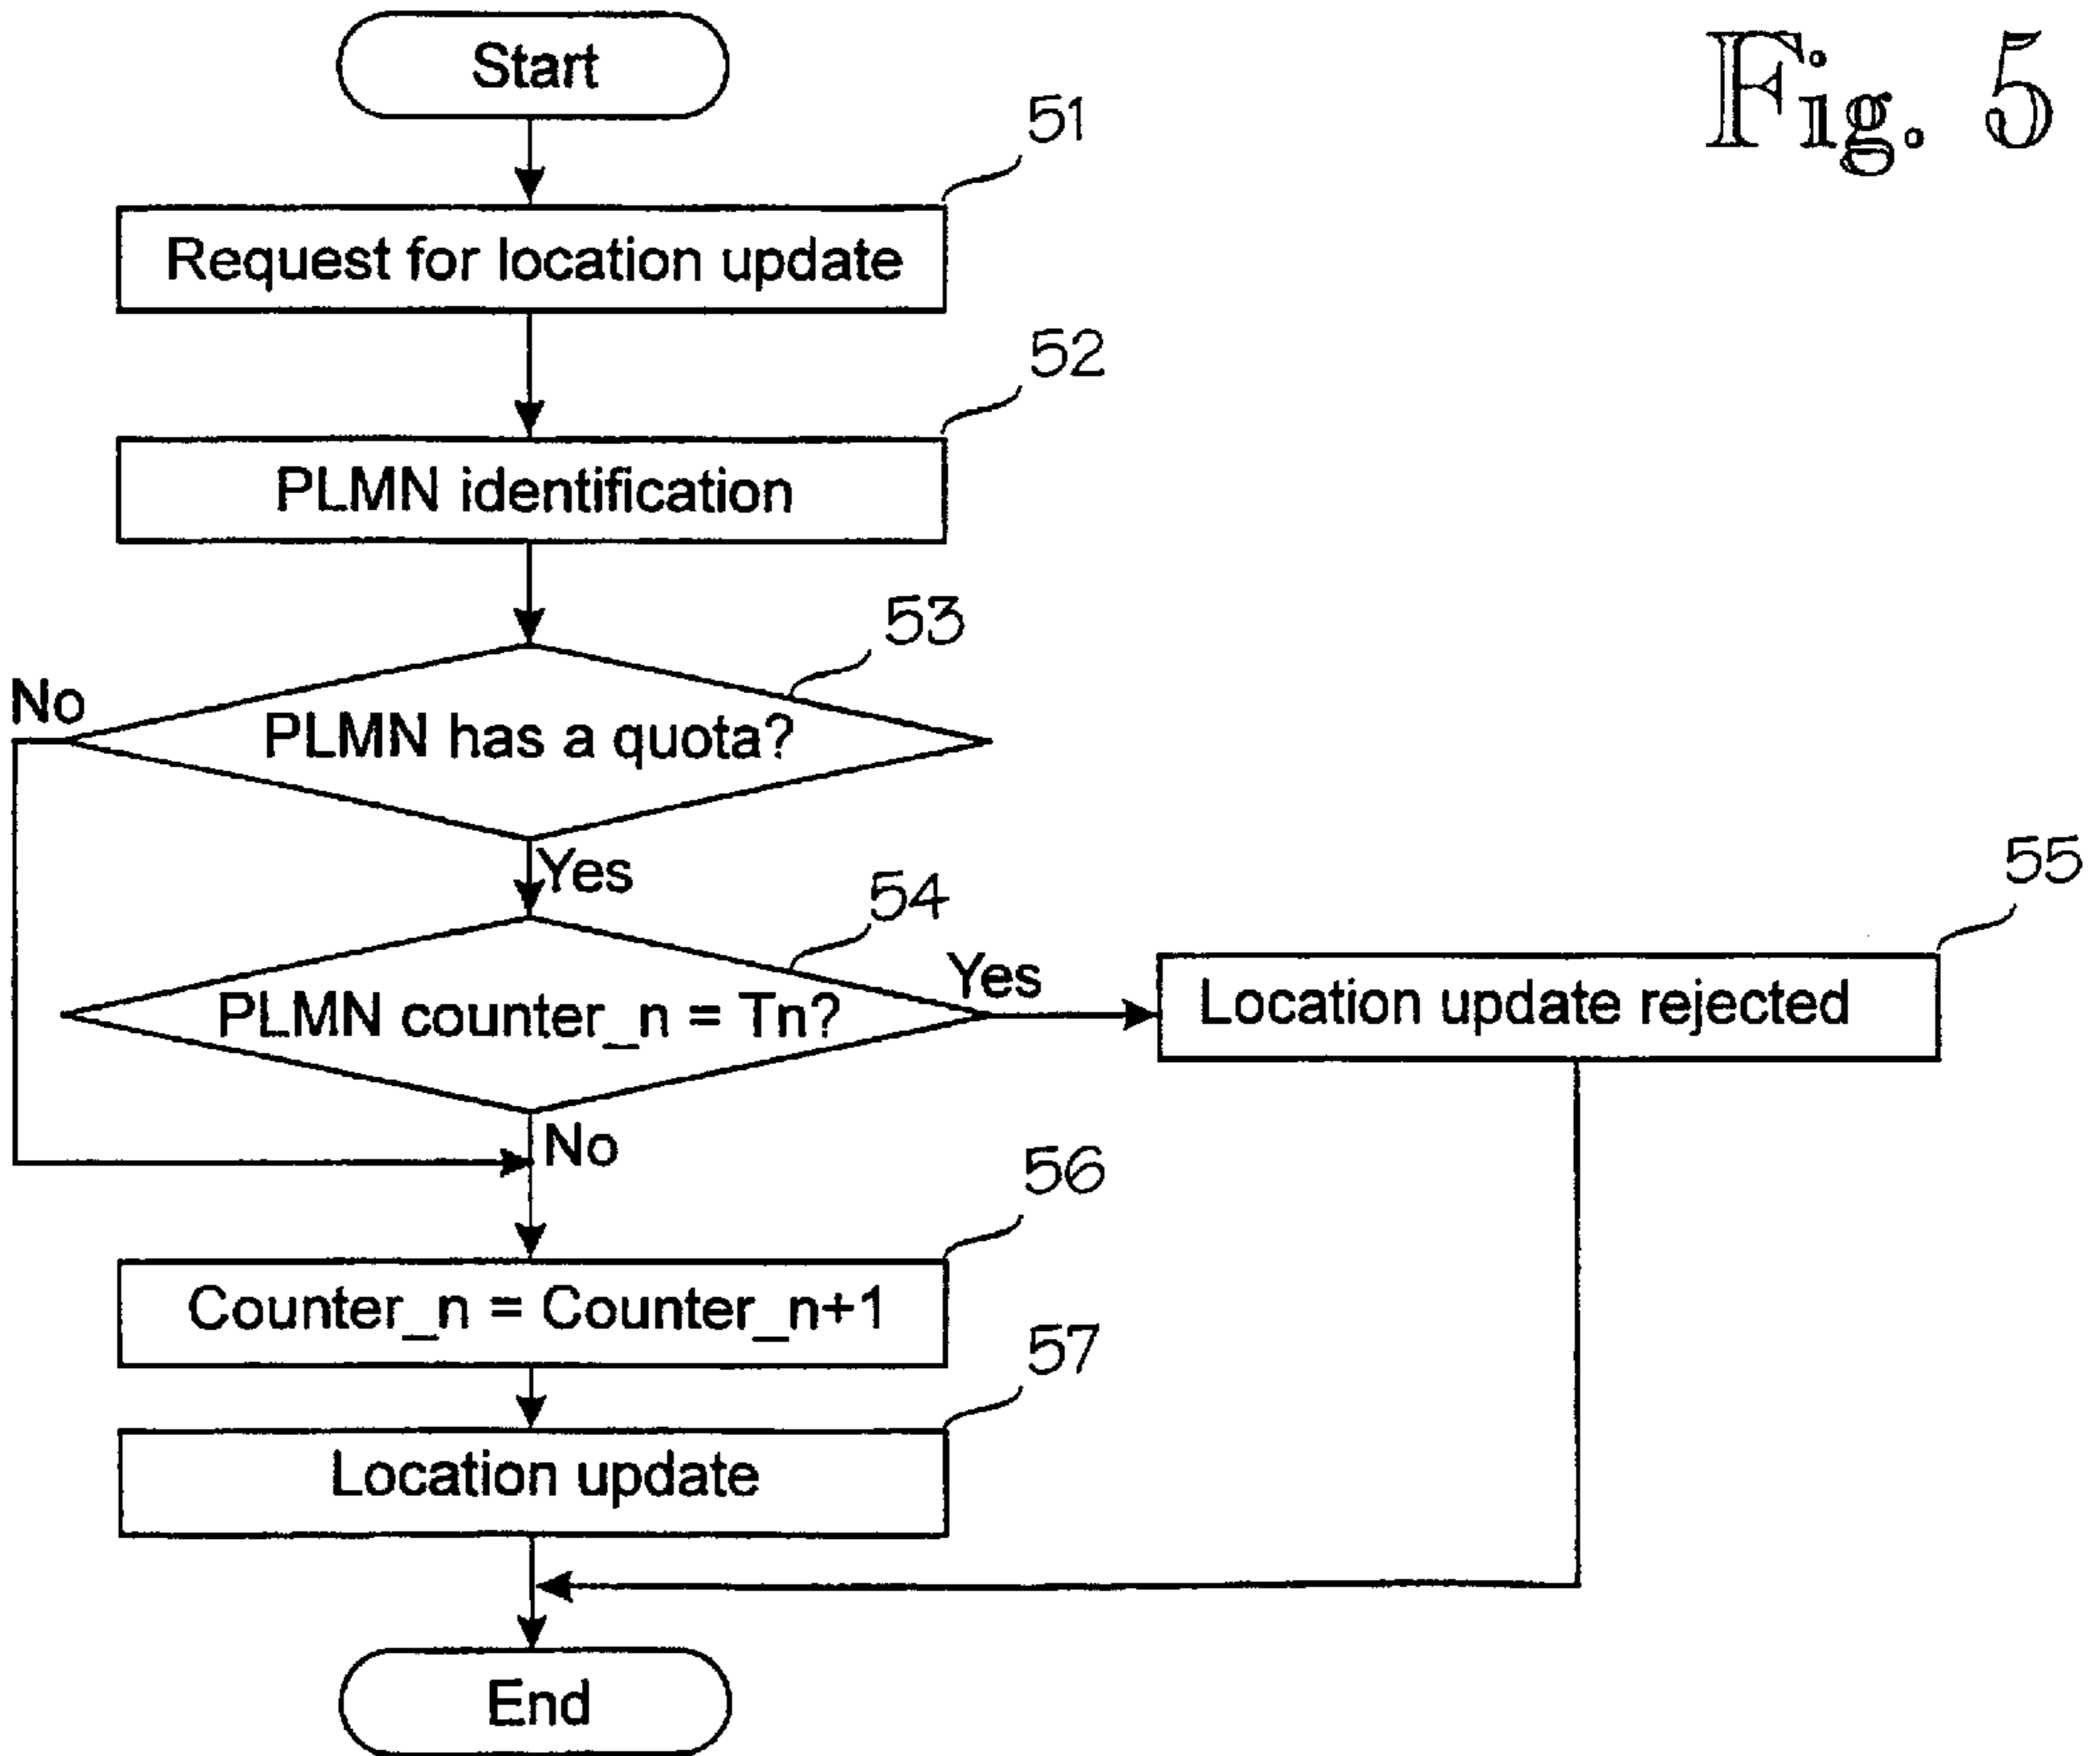 Fig. 5
Start
51
Request for location update
52
PLMN identification
53
No
PLMN has a quota?
Yes
54
55
PLMN counter_n = Tn?
Yes
Location update rejected
No
56
Counter_n = Counter_n+1
57
Location update
End